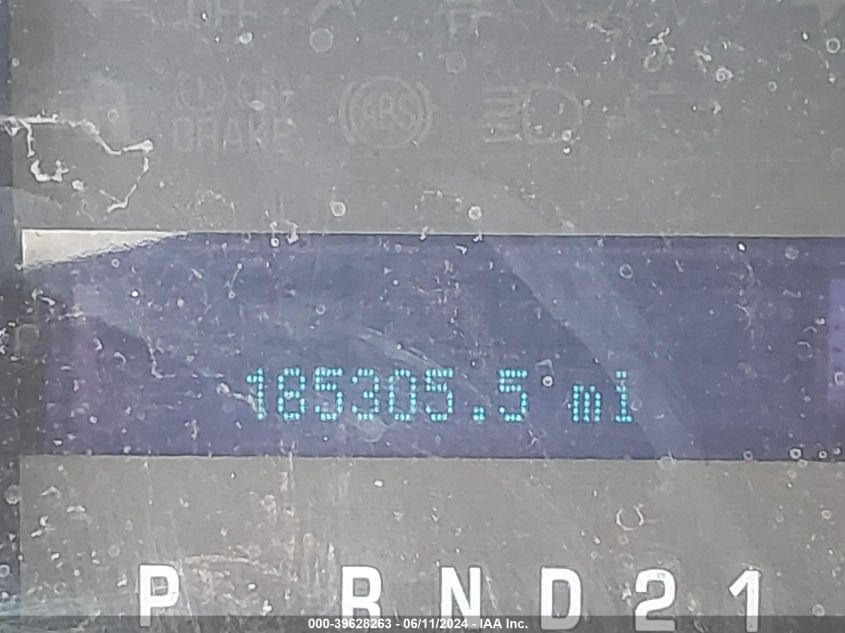 BRAKE ABS
185305.5 mi
P R N D 2 1
000-39628263 - 06/11/2024 - IAA Inc.